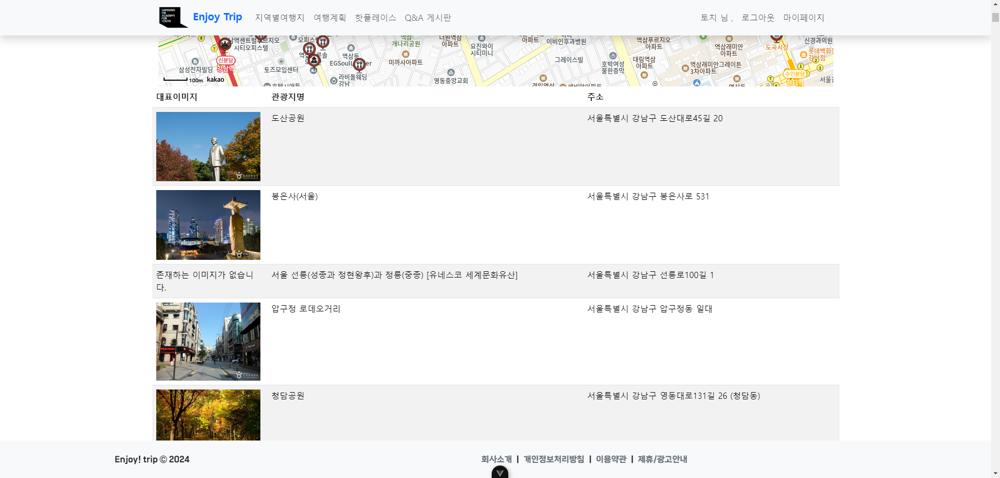 SAMSUNG
SW
ACADEMY
FOR
YOUTH
Enjoy Trip
지역별여행지
여행계획
핫플레이스
Q&A 게시판
토치 님 ,
로그아웃
마이페이지
8
7
시티오피스텔
신분당
강남역
삼성전자빌딩
토즈모임센터
역삼동
라비돌웨딩
강남
개나리공원
미까사아파트
너원역삼
아파트
요진와이
시티미니
영동중앙교회
아파트
이비인후과병원
그레이스빌
호박여성
불한증막
역삼푸르지오
아파트
대림역삼
아파트
역삼래미안
아파트
역삼래미안그레이튼
3차아파트
도곡시장
신경과의원
강남점
1
2
3
7
6
수인분당
한티역
100m
kakao
대표이미지 관광지명 주소
도산공원 서울특별시 강남구 도산대로45길 20
봉은사(서울) 서울특별시 강남구 봉은사로 531
존재하는 이미지가 없습니
다.
서울 선릉(성종과 정현왕후)과 정릉(중종) [유네스코 세계문화유산] 서울특별시 강남구 선릉로100길 1
압구정 로데오거리 서울특별시 강남구 압구정동 일대
PASCUCCI
청담공원 서울특별시 강남구 영동대로131길 26 (청담동)
Enjoy! trip © 2024
회사소개 | 개인정보처리방침 | 이용약관 | 제휴/광고안내